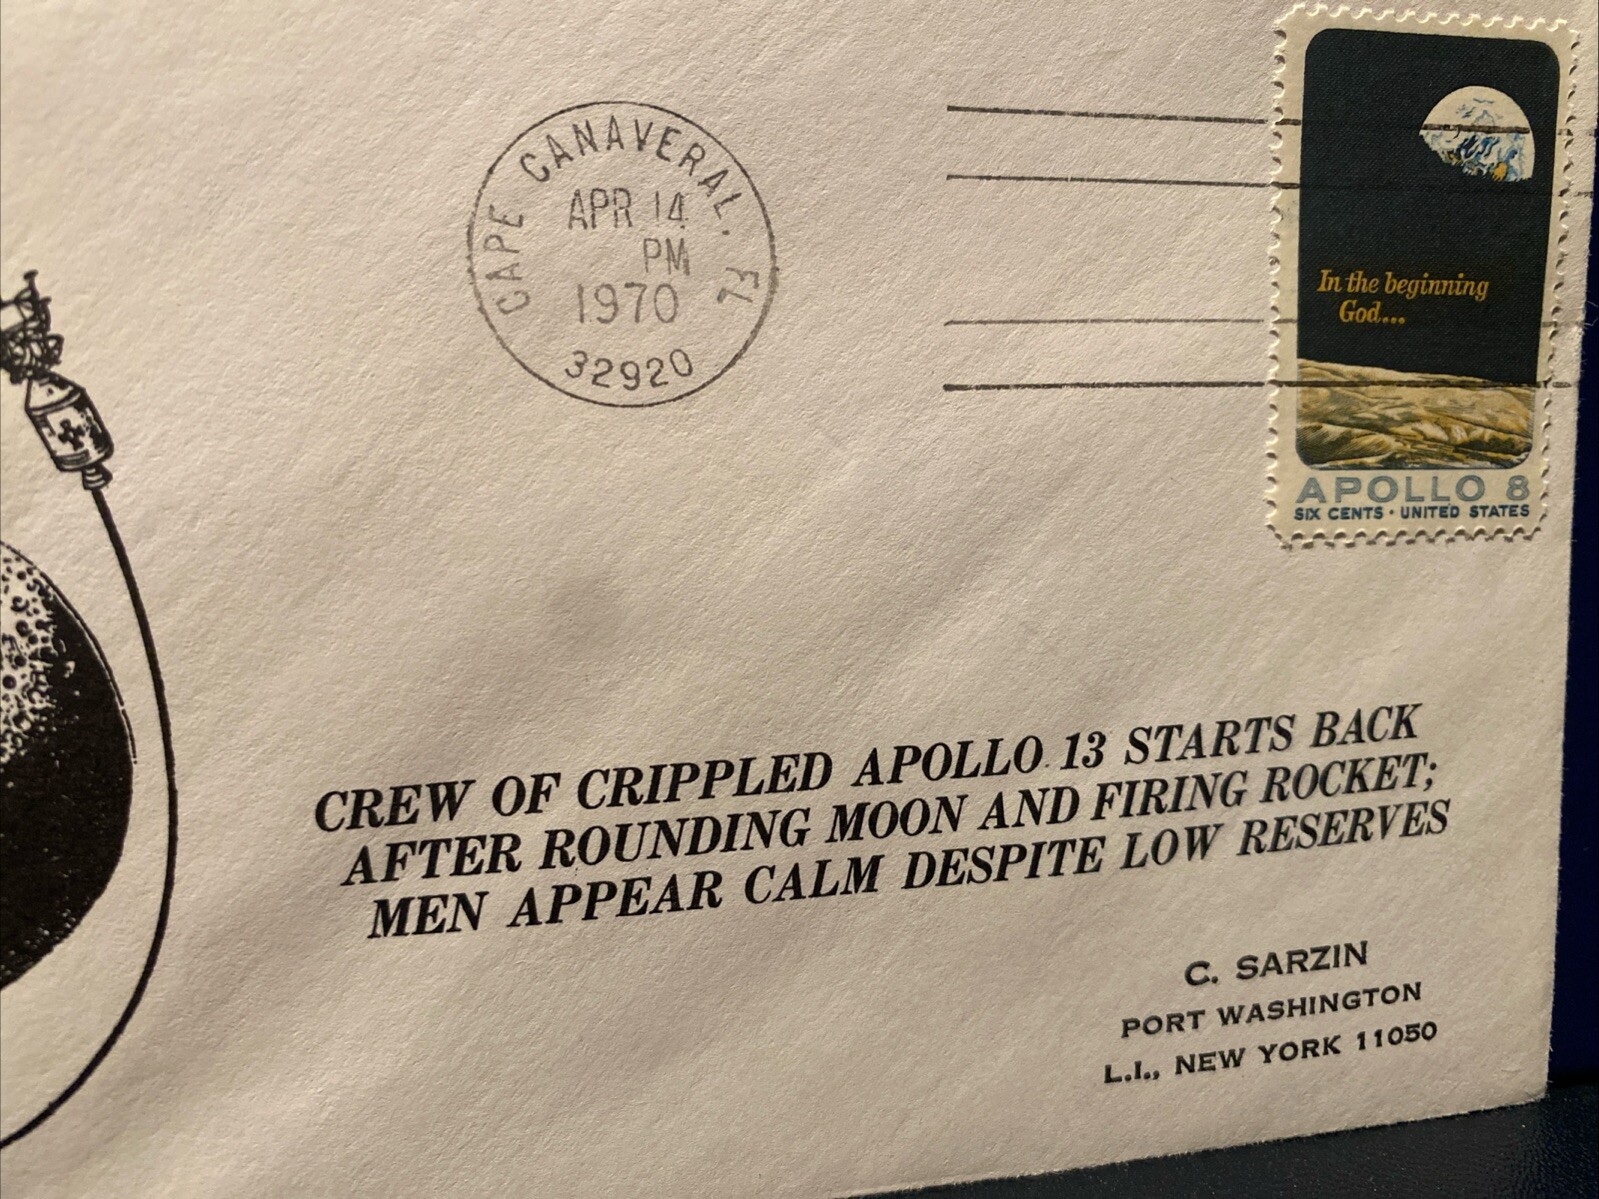 CAPE CANAVERAL. FL
APR 14
PM
1970
32920
In the beginning
God...
APOLLO 8
SIX CENTS · UNITED STATES
CREW OF CRIPPLED APOLLO 13 STARTS BACK
AFTER ROUNDING MOON AND FIRING ROCKET;
MEN APPEAR CALM DESPITE LOW RESERVES
C. SARZIN
PORT WASHINGTON
L.I., NEW YORK 11050